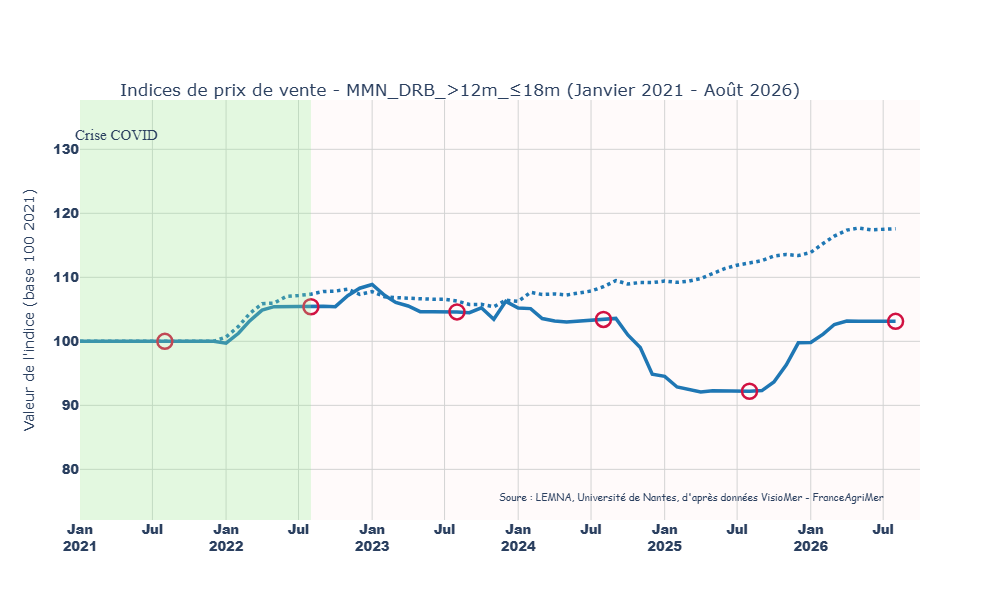 Indices de prix de vente - MMN_DRB_>12m_≤18m (Janvier 2021 - Août 2026)
Crise COVID
Valeur de l'indice (base 100 2021)
130
120
110
100
90
80
Soure : LEMNA, Université de Nantes, d'après données VisioMer - FranceAgriMer
Jan Jul Jan Jul Jan Jul Jan Jul Jan Jul Jan Jul
2021 2022 2023 2024 2025 2026